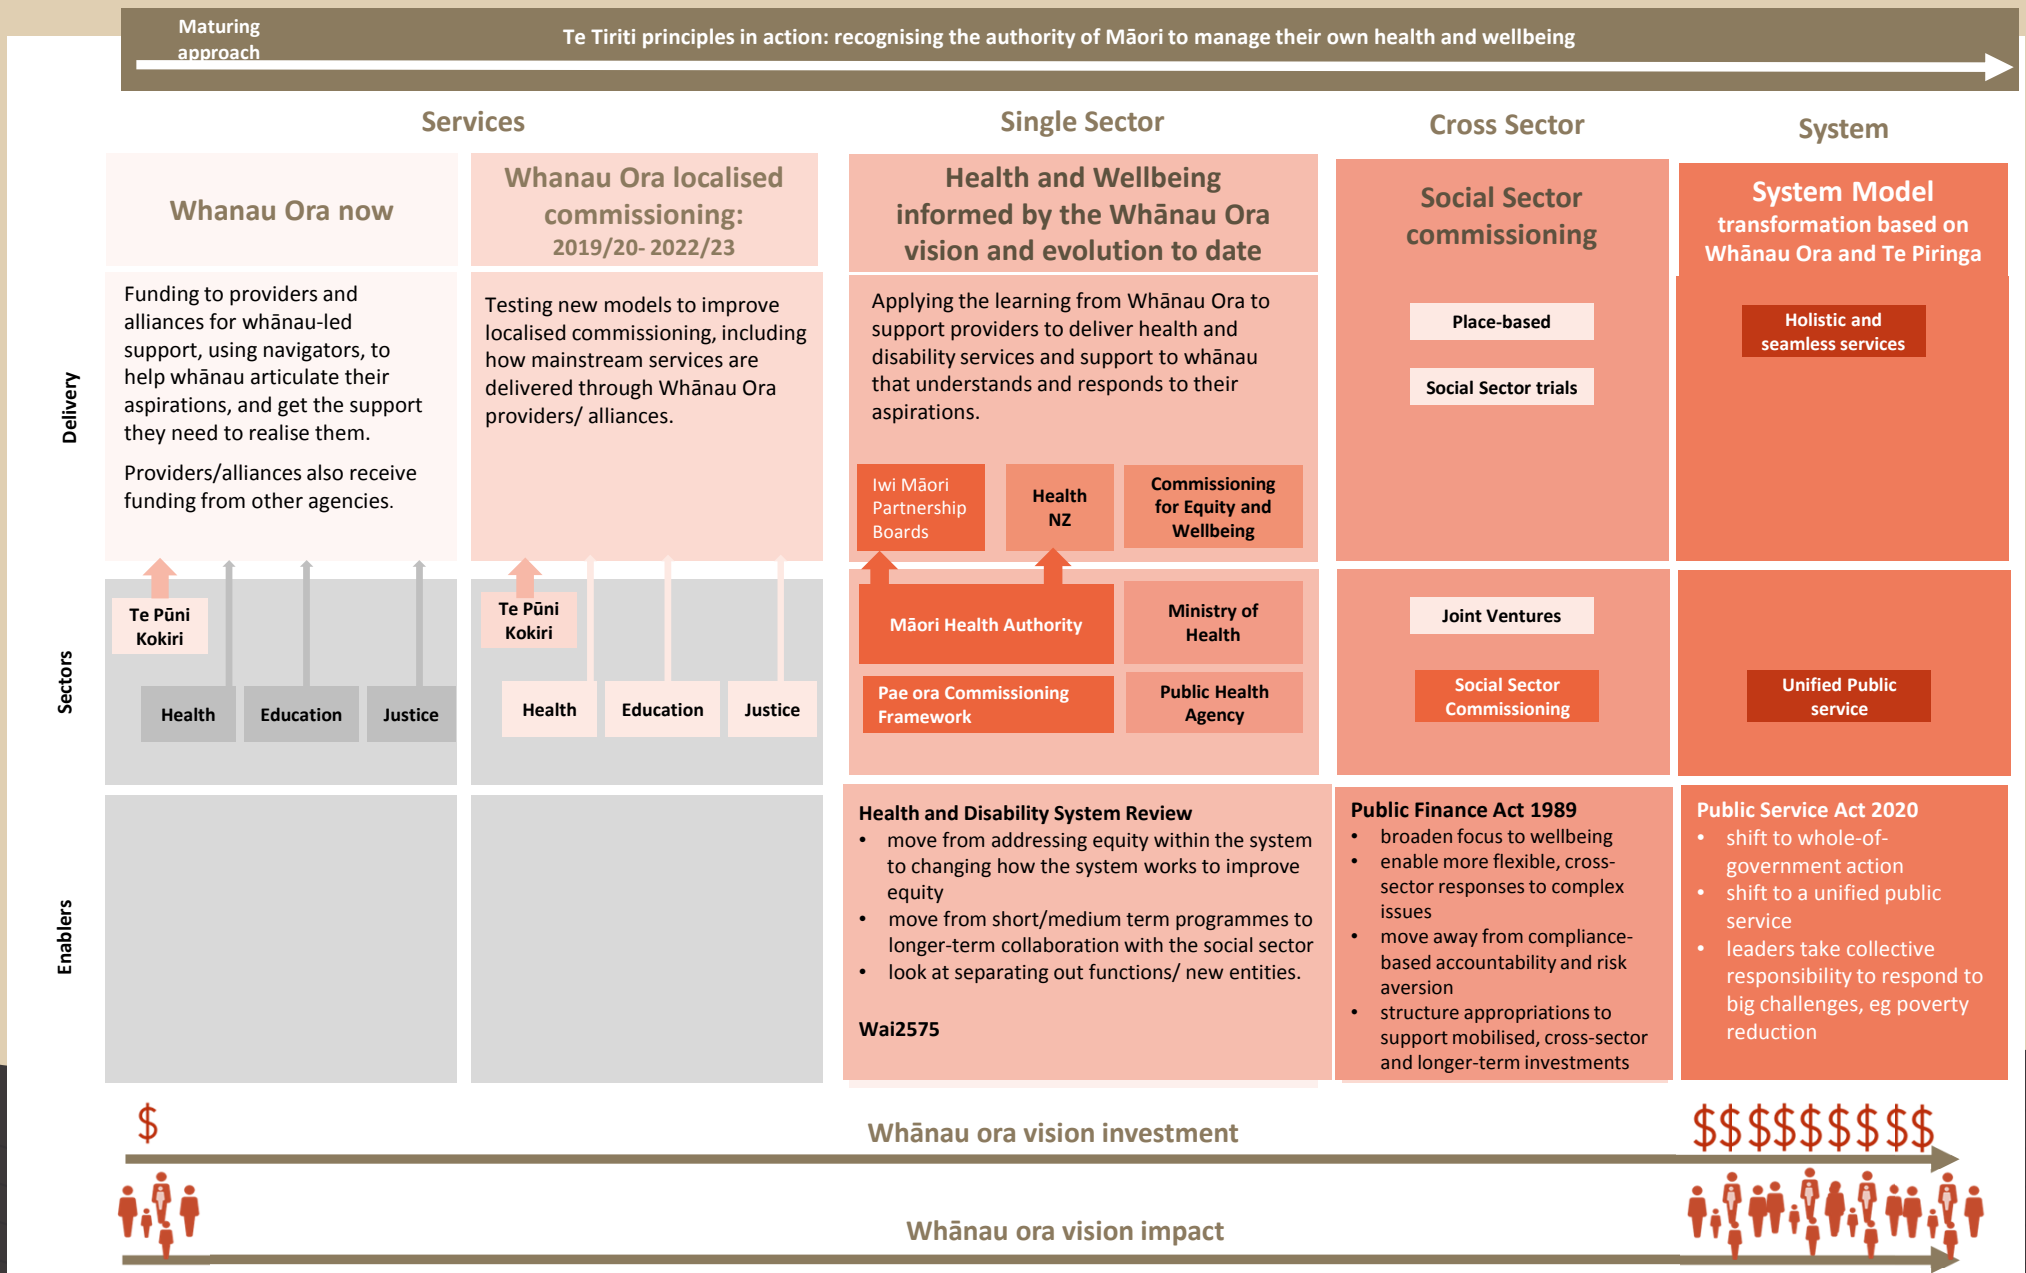 Maturing
approach
Te Tiriti principles in action: recognising the authority of Māori to manage their own health and wellbeing
Services
Single Sector
Cross Sector
System
Whanau Ora now
Whanau Ora localised
commissioning:
2019/20- 2022/23
Health and Wellbeing
informed by the Whānau Ora
vision and evolution to date
Social Sector
commissioning
System Model
transformation based on
Whānau Ora and Te Piringa
Delivery
Funding to providers and
alliances for whānau-led
support, using navigators, to
help whānau articulate their
aspirations, and get the support
they need to realise them.
Providers/alliances also receive
funding from other agencies.
Testing new models to improve
localised commissioning, including
how mainstream services are
delivered through Whānau Ora
providers/ alliances.
Applying the learning from Whānau Ora to
support providers to deliver health and
disability services and support to whānau
that understands and responds to their
aspirations.
Iwi Māori
Partnership
Boards
Health
NZ
Commissioning
for Equity and
Wellbeing
Place-based
Social Sector trials
Holistic and
seamless services
Sectors
Te Pūni
Kokiri
Health
Education
Justice
Te Pūni
Kokiri
Health
Education
Justice
Māori Health Authority
Ministry of
Health
Pae ora Commissioning
Framework
Public Health
Agency
Joint Ventures
Social Sector
Commissioning
Unified Public
service
Enablers
Health and Disability System Review
• move from addressing equity within the system
to changing how the system works to improve
equity
• move from short/medium term programmes to
longer-term collaboration with the social sector
• look at separating out functions/ new entities.
Wai2575
Public Finance Act 1989
• broaden focus to wellbeing
• enable more flexible, cross-
sector responses to complex
issues
• move away from compliance-
based accountability and risk
aversion
• structure appropriations to
support mobilised, cross-sector
and longer-term investments
Public Service Act 2020
• shift to whole-of-
government action
• shift to a unified public
service
• leaders take collective
responsibility to respond to
big challenges, eg poverty
reduction
$
Whānau ora vision investment
$$$$$$$$$
Whānau ora vision impact